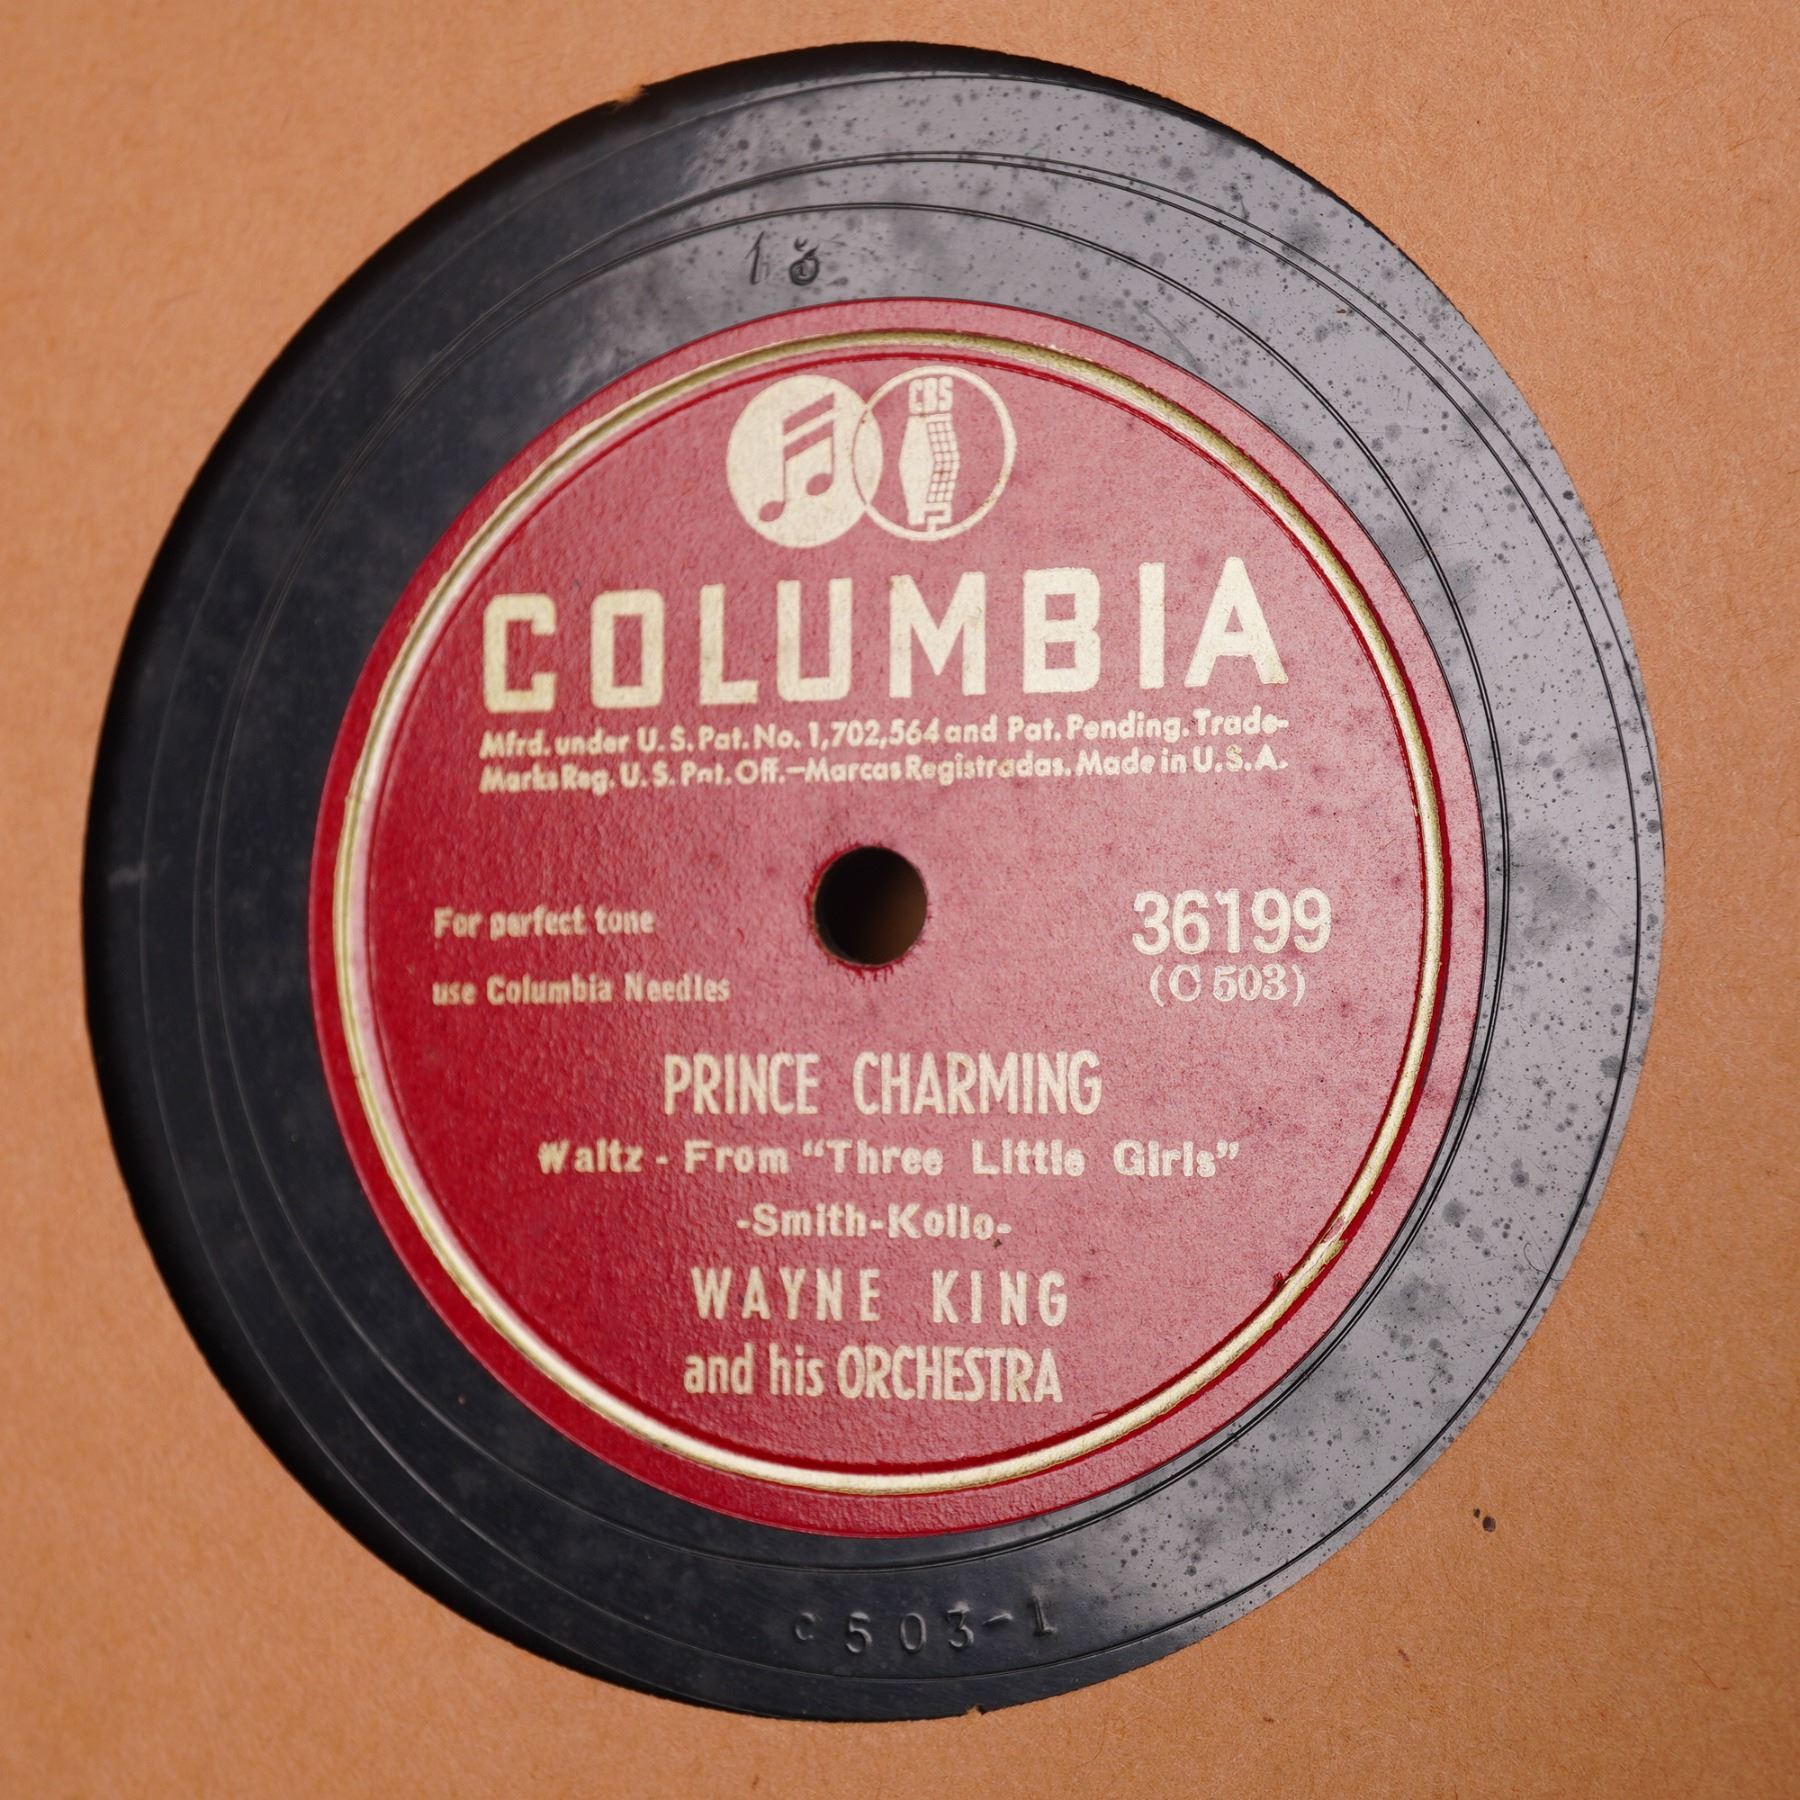 18
CBS
COLUMBIA
Mfrd. under U. S. Pat. No. 1,702,564 and Pat. Pending. Trade-
Marks Reg. U. S. Pat. Off.—Marcas Registradas. Made in U. S. A.
For perfect tone
use Columbia Needles
36199
(C 503)
PRINCE CHARMING
Waltz - From “Three Little Girls”
-Smith-Kollo-
WAYNE KING
and his ORCHESTRA
C503-1